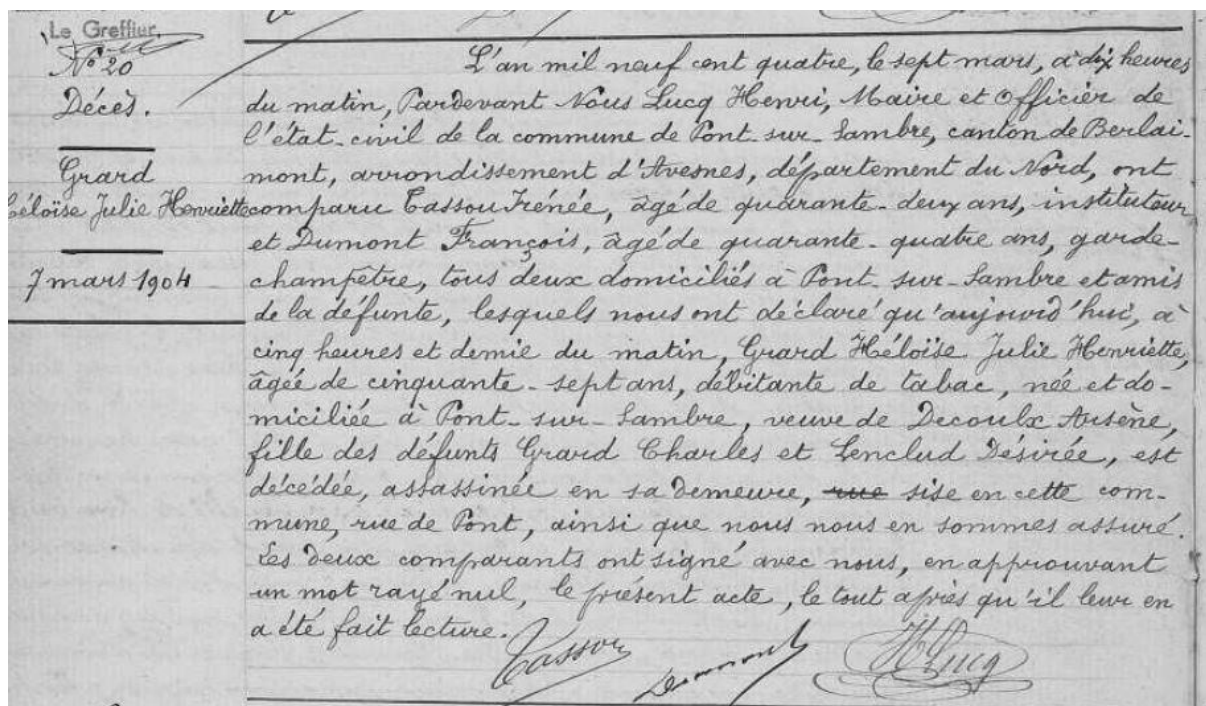 Le Greffier,
N° 20
Décès.
Grard
Héloïse Julie Henriette
7 mars 1904
L'an mil neuf cent quatre, le sept mars, à dix heures
du matin, Pardevant Nous Lucq Henri, Maire et Officier de
l'état-civil de la commune de Pont-sur-Sambre, canton de Berlai-
mont, arrondissement d'Avesnes, département du Nord, ont
comparu Tassou Irénée, âgé de quarante-deux ans, instituteur
et Dumont François, âgé de quarante-quatre ans, garde-
champêtre, tous deux domiciliés à Pont-sur-Sambre et amis
de la défunte, lesquels nous ont déclaré qu'aujourd'hui, à
cinq heures et demie du matin, Grard Héloïse Julie Henriette,
âgée de cinquante-sept ans, débitante de tabac, née et do-
miciliée à Pont-sur-Sambre, veuve de Decoulx Arsène,
fille des défunts Grard Charles et Lenclud Désirée, est
décédée, assassinée en sa demeure, rue sise en cette com-
mune, rue de Pont, ainsi que nous nous en sommes assuré.
Les deux comparants ont signé avec nous, en approuvant
un mot rayé nul, le présent acte, le tout après qu'il leur en
a été fait lecture.
Tassou Dumont HLucq